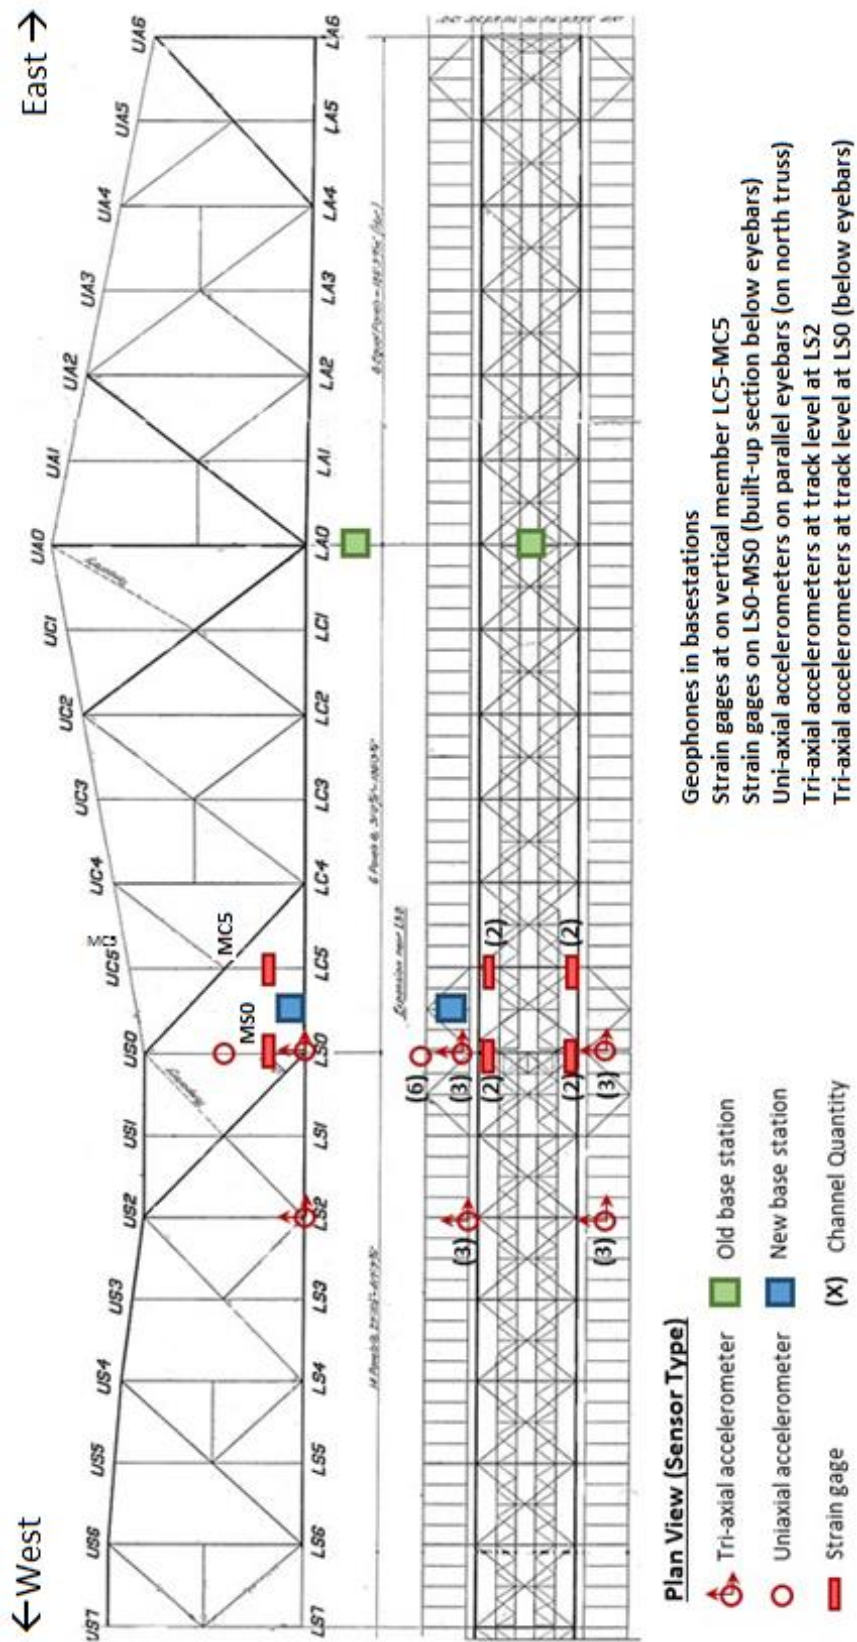 ←West
East →
US7
US6
US5
US4
US3
US2
US1
US0
UC5
UC4
UC3
UC2
UC1
UA0
UA1
UA2
UA3
UA4
UA5
UA6
MS0
MC5
LS7
LS6
LS5
LS4
LS3
LS2
LS1
LS0
LC5
LC4
LC3
LC2
LC1
LA0
LA1
LA2
LA3
LA4
LA5
LA6
(6)
(3)
(3)
(2)
(2)
(2)
(2)
(3)
(3)
Plan View (Sensor Type)
Tri-axial accelerometer
Old base station
Uniaxial accelerometer
New base station
Strain gage
(X) Channel Quantity
Geophones in basestations
Strain gages at on vertical member LC5-MC5
Strain gages on LS0-MS0 (built-up section below eyebars)
Uni-axial accelerometers on parallel eyebars (on north truss)
Tri-axial accelerometers at track level at LS2
Tri-axial accelerometers at track level at LS0 (below eyebars)